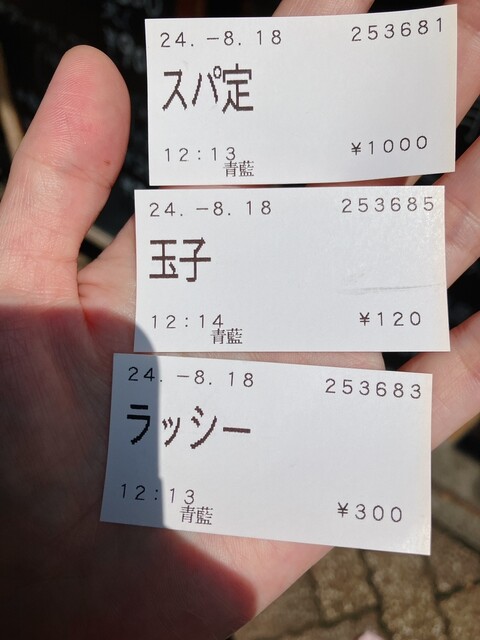 24.-8.18 253681
スパ定
12:13 ¥1000
青藍
24.-8.18 253685
玉子
12:14 ¥120
青藍
24.-8.18 253683
ラッシー
12:13 ¥300
青藍